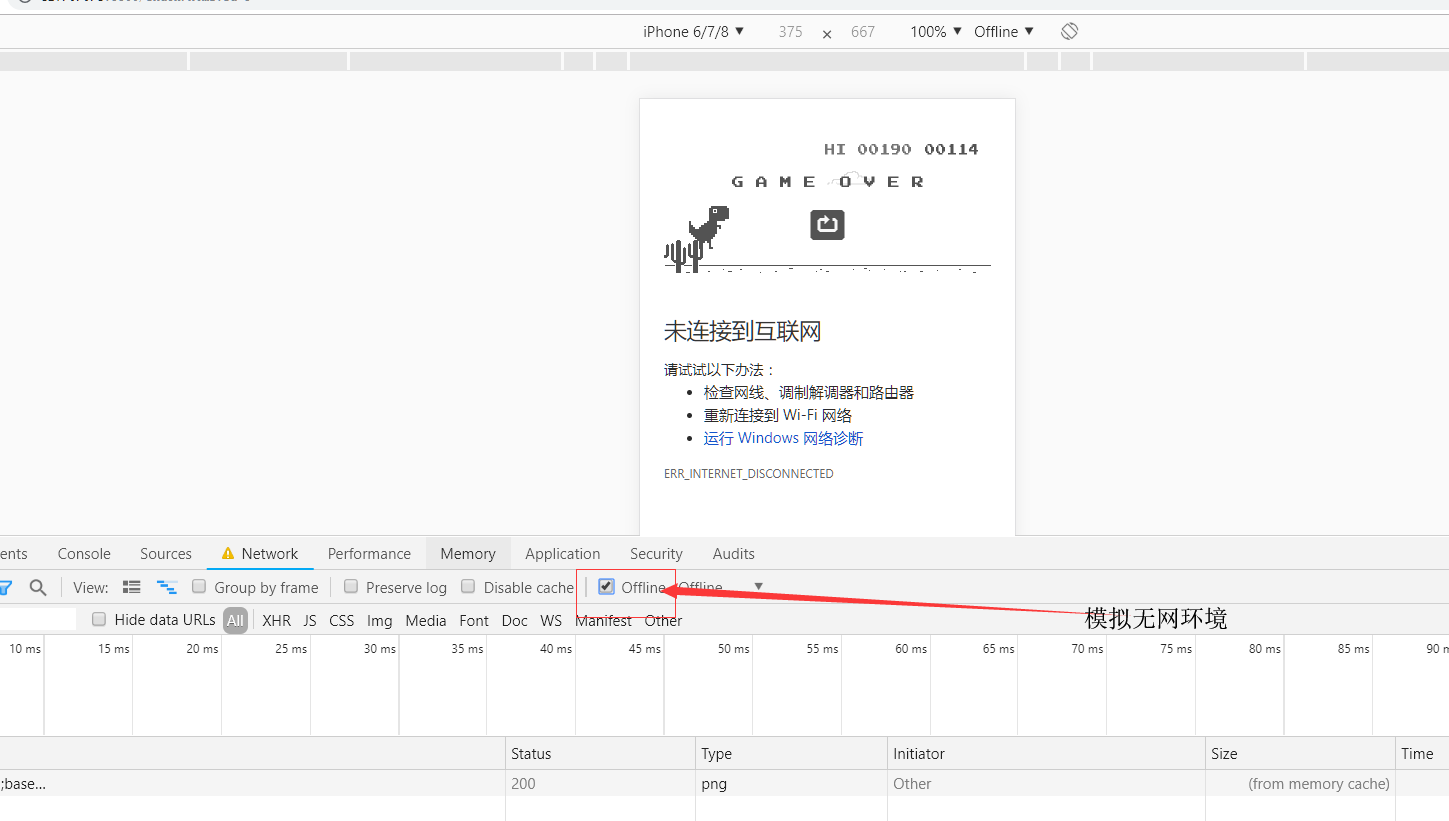 iPhone 6/7/8 ▼ 375 × 667 100% ▼ Offline ▼
HI 00190 00114
GAME OVER
未连接到互联网
请试试以下办法：
• 检查网线、调制解调器和路由器
• 重新连接到 Wi-Fi 网络
• 运行 Windows 网络诊断
ERR_INTERNET_DISCONNECTED
ents Console Sources Network Performance Memory Application Security Audits
View: Group by frame Preserve log Disable cache Offline Offline ▼
模拟无网环境
Hide data URLs All XHR JS CSS Img Media Font Doc WS Manifest Other
10 ms 15 ms 20 ms 25 ms 30 ms 35 ms 40 ms 45 ms 50 ms 55 ms 60 ms 65 ms 70 ms 75 ms 80 ms 85 ms 90 m
Status Type Initiator Size Time
;base... 200 png Other (from memory cache)